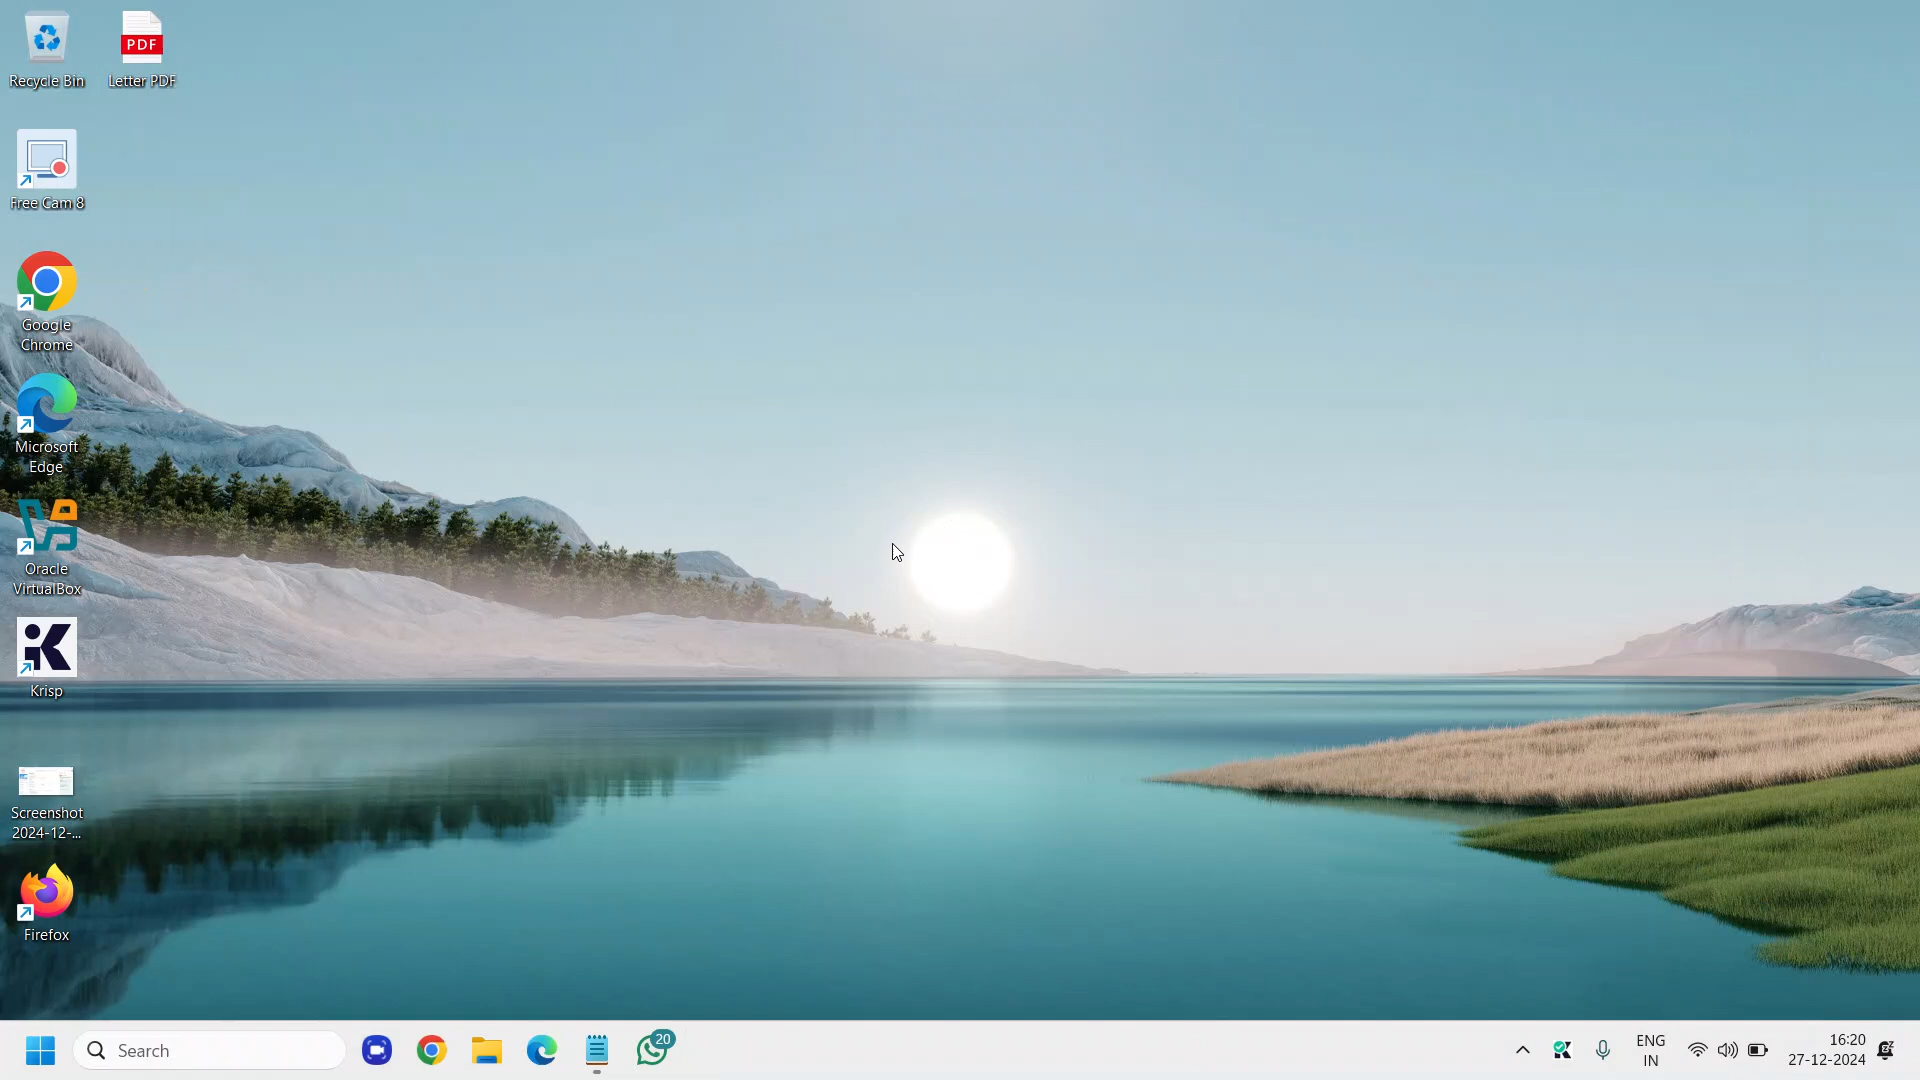 Recycle Bin
PDF
Letter PDF
Free Cam 8
Google
Chrome
Microsoft
Edge
Oracle
VirtualBox
Krisp
Screenshot
2024-12-...
Firefox
Search
20
ENG
IN
16:20
27-12-2024